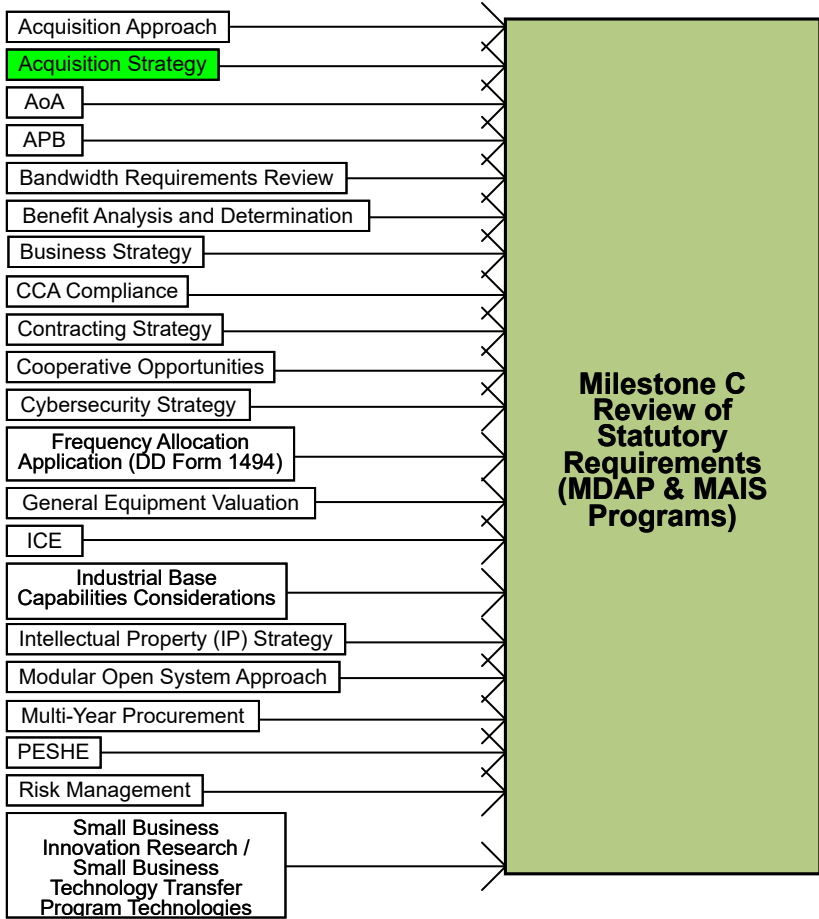 Acquisition Approach
Acquisition Strategy
AoA
APB
Bandwidth Requirements Review
Benefit Analysis and Determination
Business Strategy
CCA Compliance
Contracting Strategy
Cooperative Opportunities
Cybersecurity Strategy
Frequency Allocation
Application (DD Form 1494)
General Equipment Valuation
ICE
Industrial Base
Capabilities Considerations
Intellectual Property (IP) Strategy
Modular Open System Approach
Multi-Year Procurement
PESHE
Risk Management
Small Business
Innovation Research /
Small Business
Technology Transfer
Program Technologies
Milestone C
Review of
Statutory
Requirements
(MDAP & MAIS
Programs)